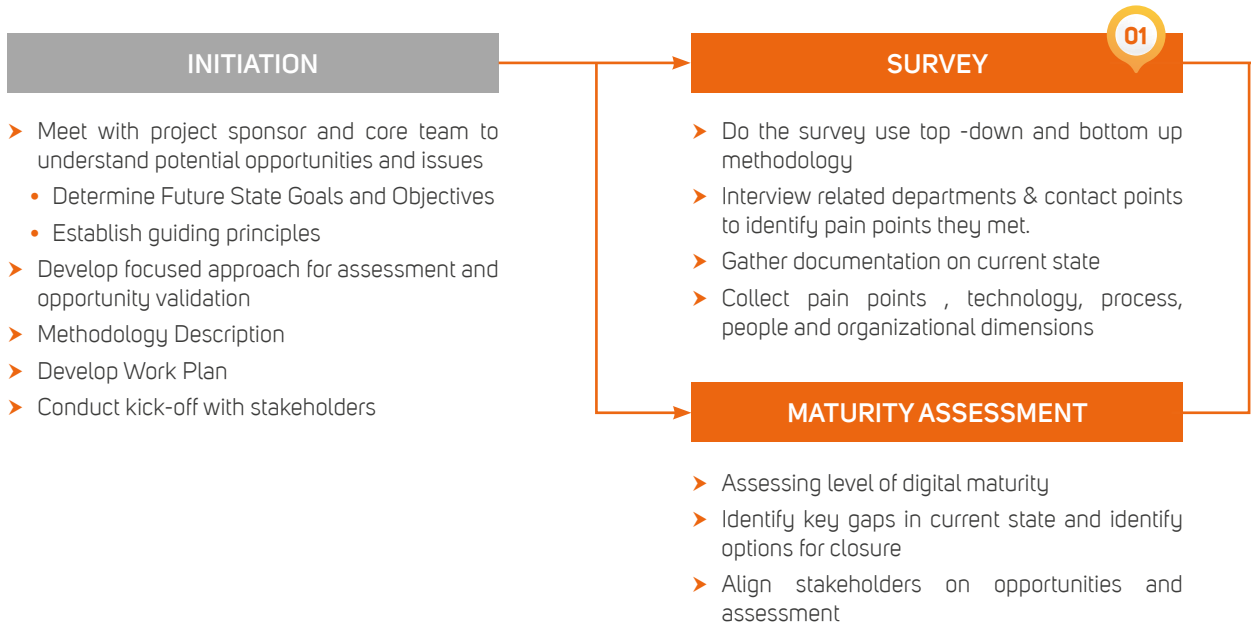 INITIATION
Meet with project sponsor and core team to
understand potential opportunities and issues
Determine Future State Goals and Objectives
Establish guiding principles
Develop focused approach for assessment and
opportunity validation
Methodology Description
Develop Work Plan
Conduct kick-off with stakeholders
01
SURVEY
Do the survey use top -down and bottom up
methodology
Interview related departments & contact points
to identify pain points they met.
Gather documentation on current state
Collect pain points , technology, process,
people and organizational dimensions
MATURITY ASSESSMENT
Assessing level of digital maturity
Identify key gaps in current state and identify
options for closure
Align stakeholders on opportunities and
assessment